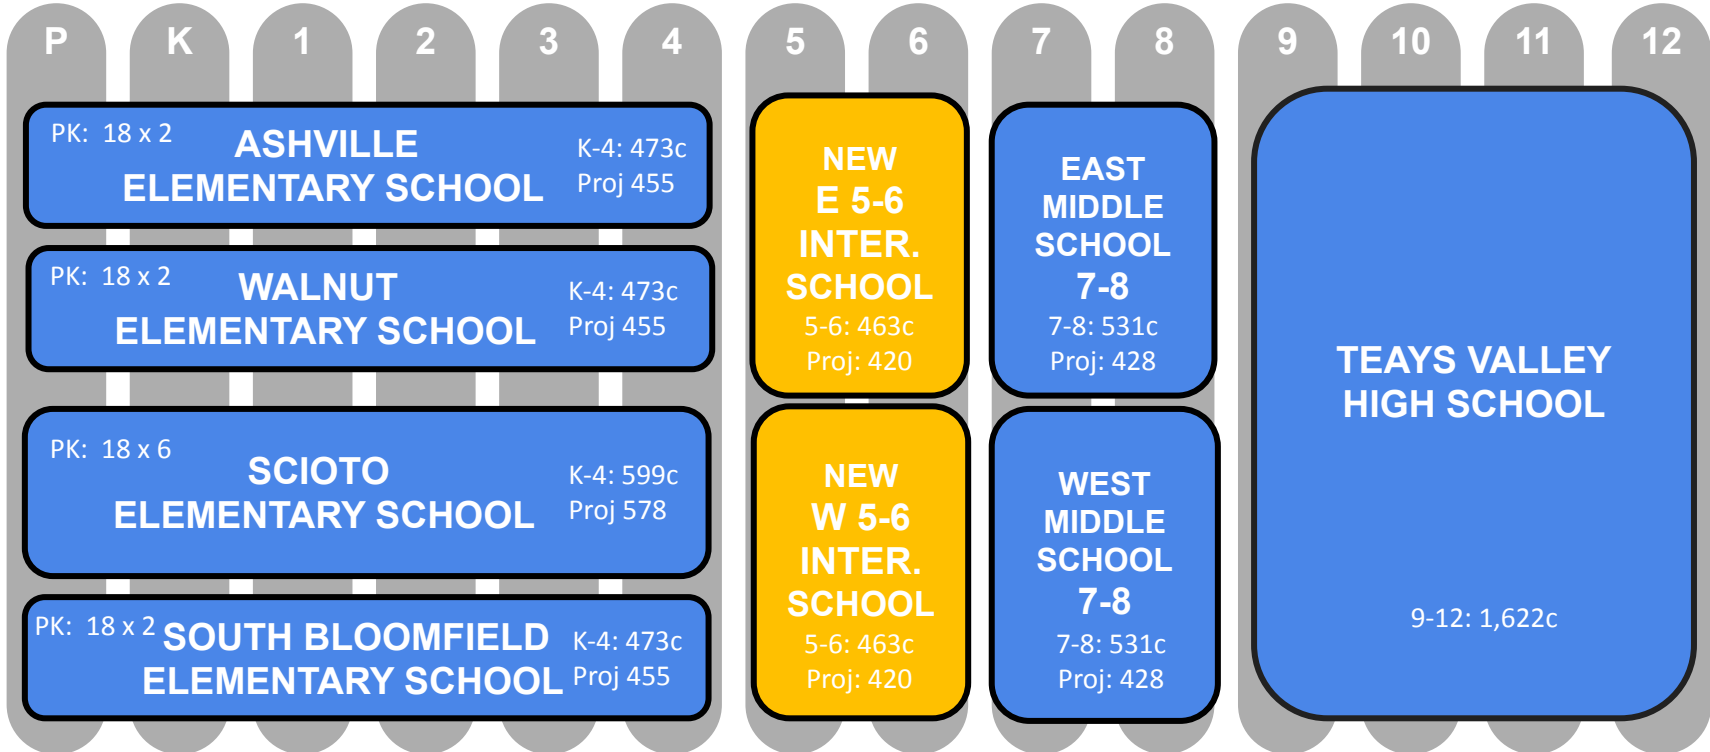 P K 1 2 3 4 5 6 7 8 9 10 11 12
PK: 18 x 2
ASHVILLE
ELEMENTARY SCHOOL
K-4: 473c
Proj 455
PK: 18 x 2
WALNUT
ELEMENTARY SCHOOL
K-4: 473c
Proj 455
PK: 18 x 6
SCIOTO
ELEMENTARY SCHOOL
K-4: 599c
Proj 578
PK: 18 x 2
SOUTH BLOOMFIELD
ELEMENTARY SCHOOL
K-4: 473c
Proj 455
NEW
E 5-6
INTER.
SCHOOL
5-6: 463c
Proj: 420
NEW
W 5-6
INTER.
SCHOOL
5-6: 463c
Proj: 420
EAST
MIDDLE
SCHOOL
7-8
7-8: 531c
Proj: 428
WEST
MIDDLE
SCHOOL
7-8
7-8: 531c
Proj: 428
TEAYS VALLEY
HIGH SCHOOL
9-12: 1,622c